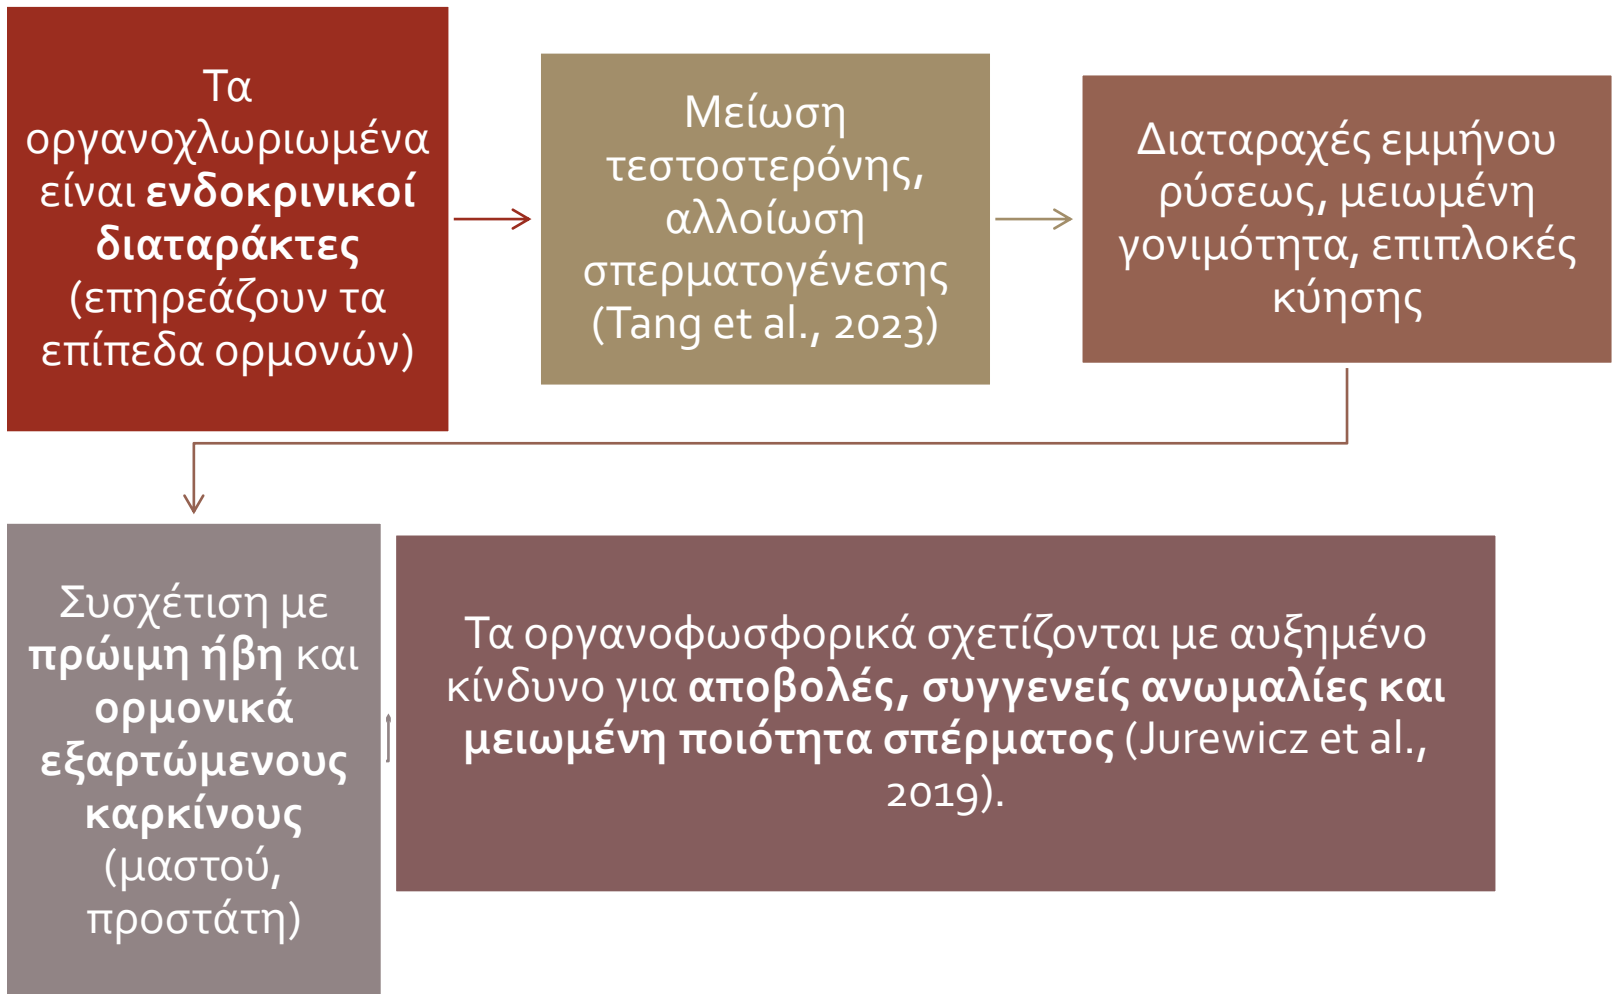 Τα
οργανοχλωριωμένα
είναι ενδοκρινικοί
διαταράκτες
(επηρεάζουν τα
επίπεδα ορμονών)
Μείωση
τεστοστερόνης,
αλλοίωση
σπερματογένεσης
(Tang et al., 2023)
Διαταραχές εμμήνου
ρύσεως, μειωμένη
γονιμότητα, επιπλοκές
κύησης
Συσχέτιση με
πρώιμη ήβη και
ορμονικά
εξαρτώμενους
καρκίνους
(μαστού,
προστάτη)
Τα οργανοφωσφορικά σχετίζονται με αυξημένο
κίνδυνο για αποβολές, συγγενείς ανωμαλίες και
μειωμένη ποιότητα σπέρματος (Jurewicz et al.,
2019).